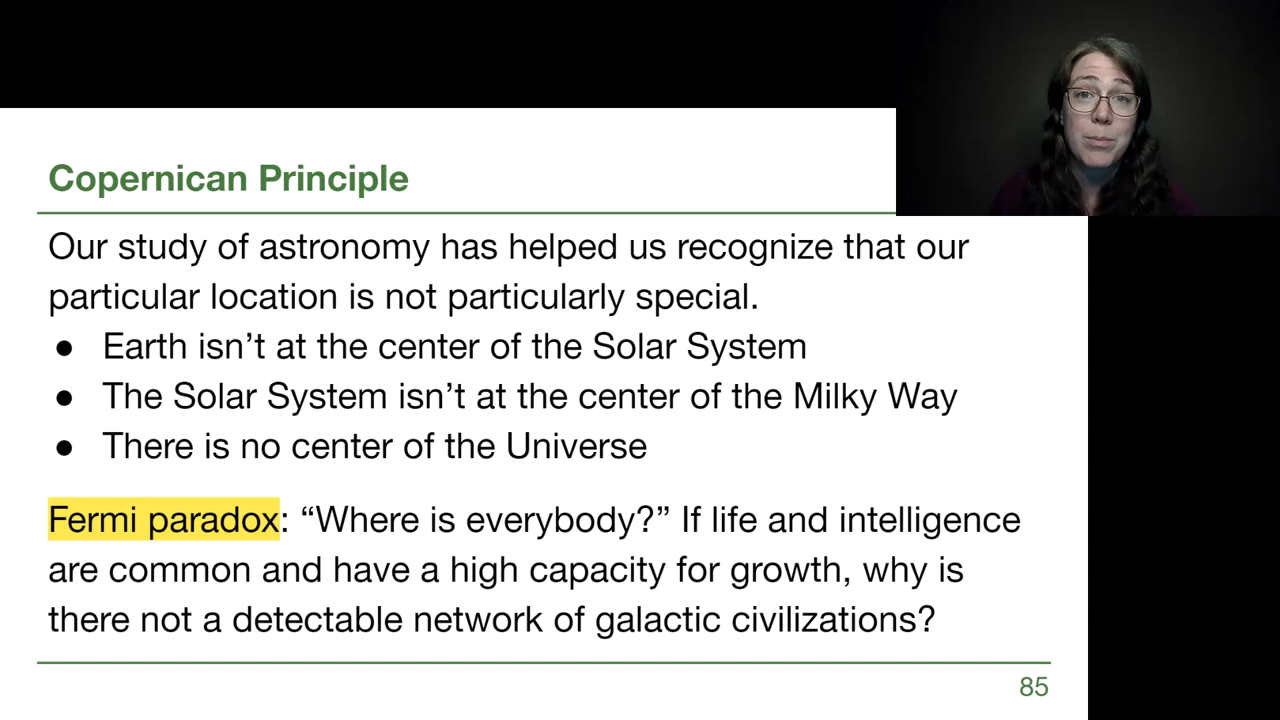 Copernican Principle
Our study of astronomy has helped us recognize that our
particular location is not particularly special.
● Earth isn’t at the center of the Solar System
● The Solar System isn’t at the center of the Milky Way
● There is no center of the Universe
Fermi paradox: “Where is everybody?” If life and intelligence
are common and have a high capacity for growth, why is
there not a detectable network of galactic civilizations?
85